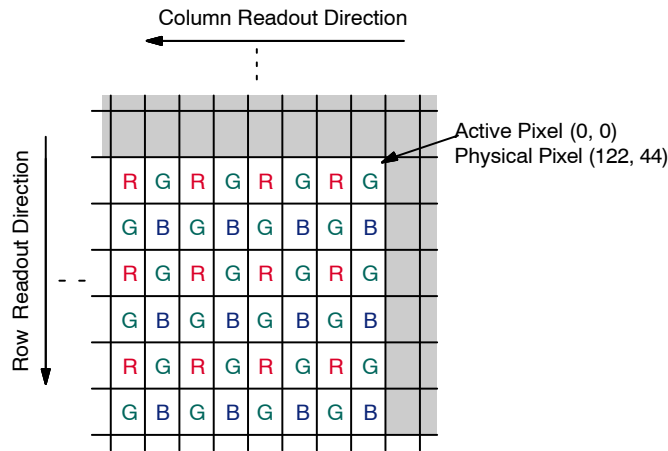 Column Readout Direction
Active Pixel (0, 0)
Physical Pixel (122, 44)
Row Readout Direction
R G R G R G R G
G B G B G B G B
R G R G R G R G
G B G B G B G B
R G R G R G R G
G B G B G B G B